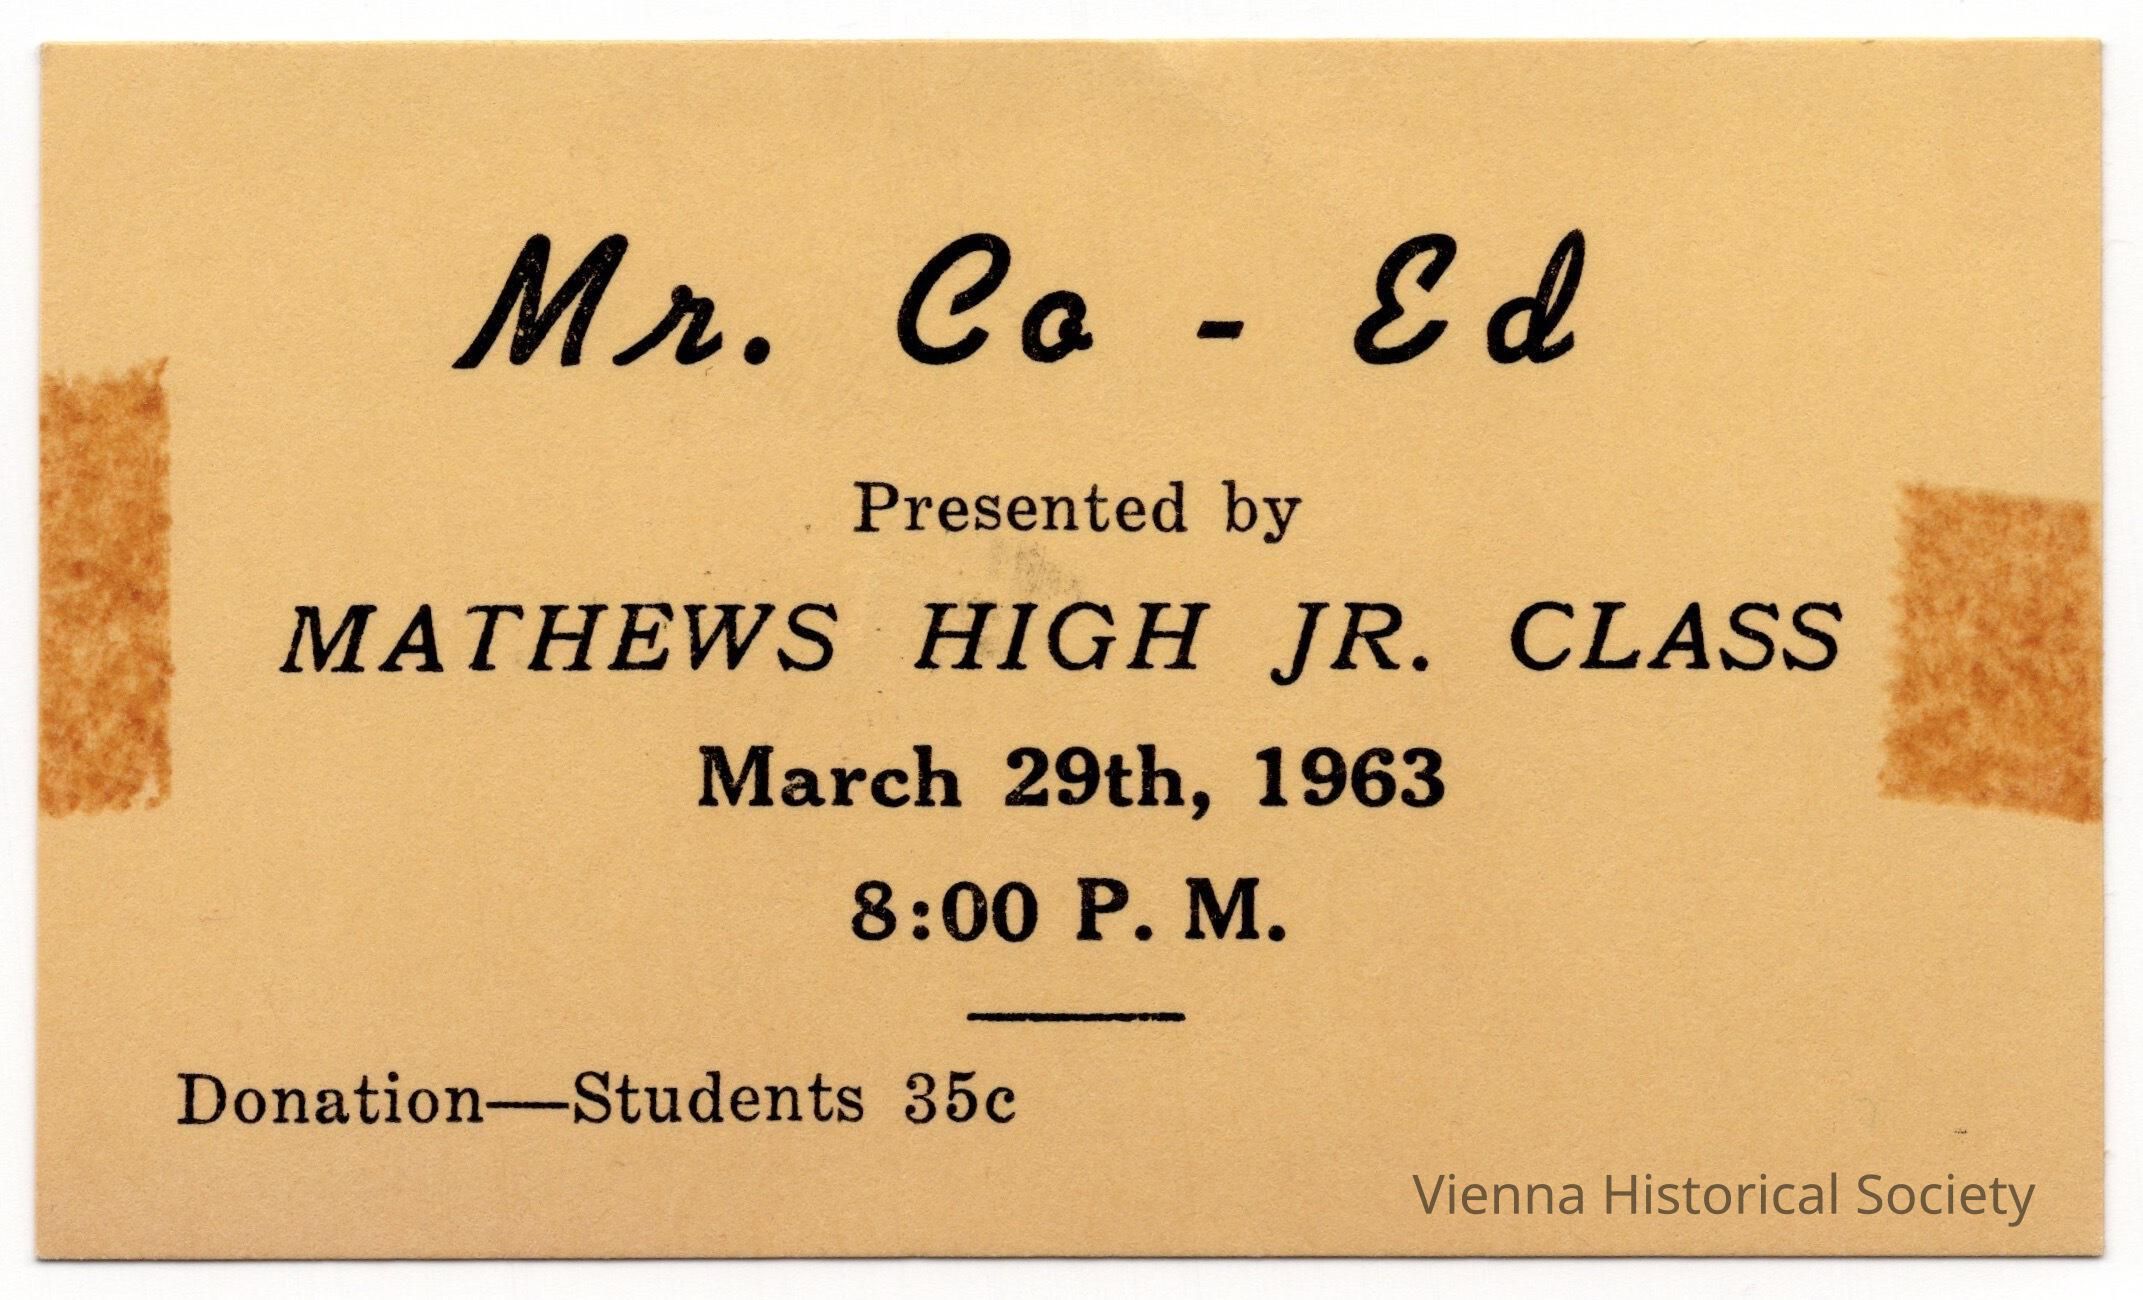 Mr. Co - Ed
Presented by
MATHEWS HIGH JR. CLASS
March 29th, 1963
8:00 P. M.
Donation—Students 35c
Vienna Historical Society